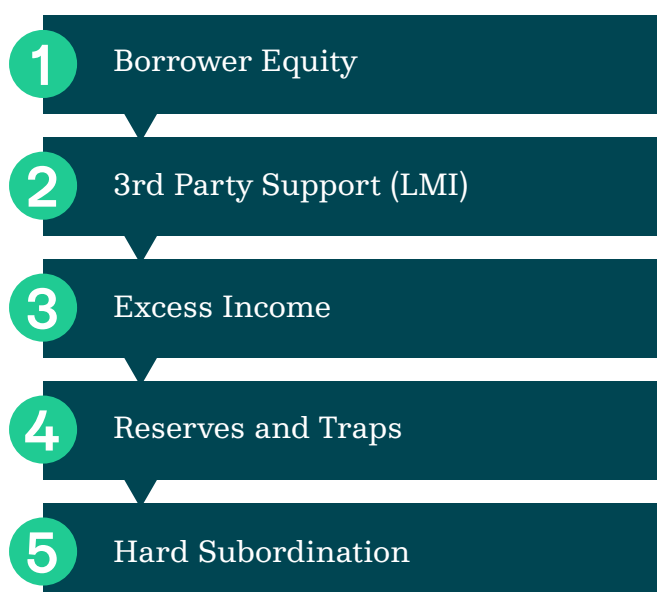 1 Borrower Equity
2 3rd Party Support (LMI)
3 Excess Income
4 Reserves and Traps
5 Hard Subordination